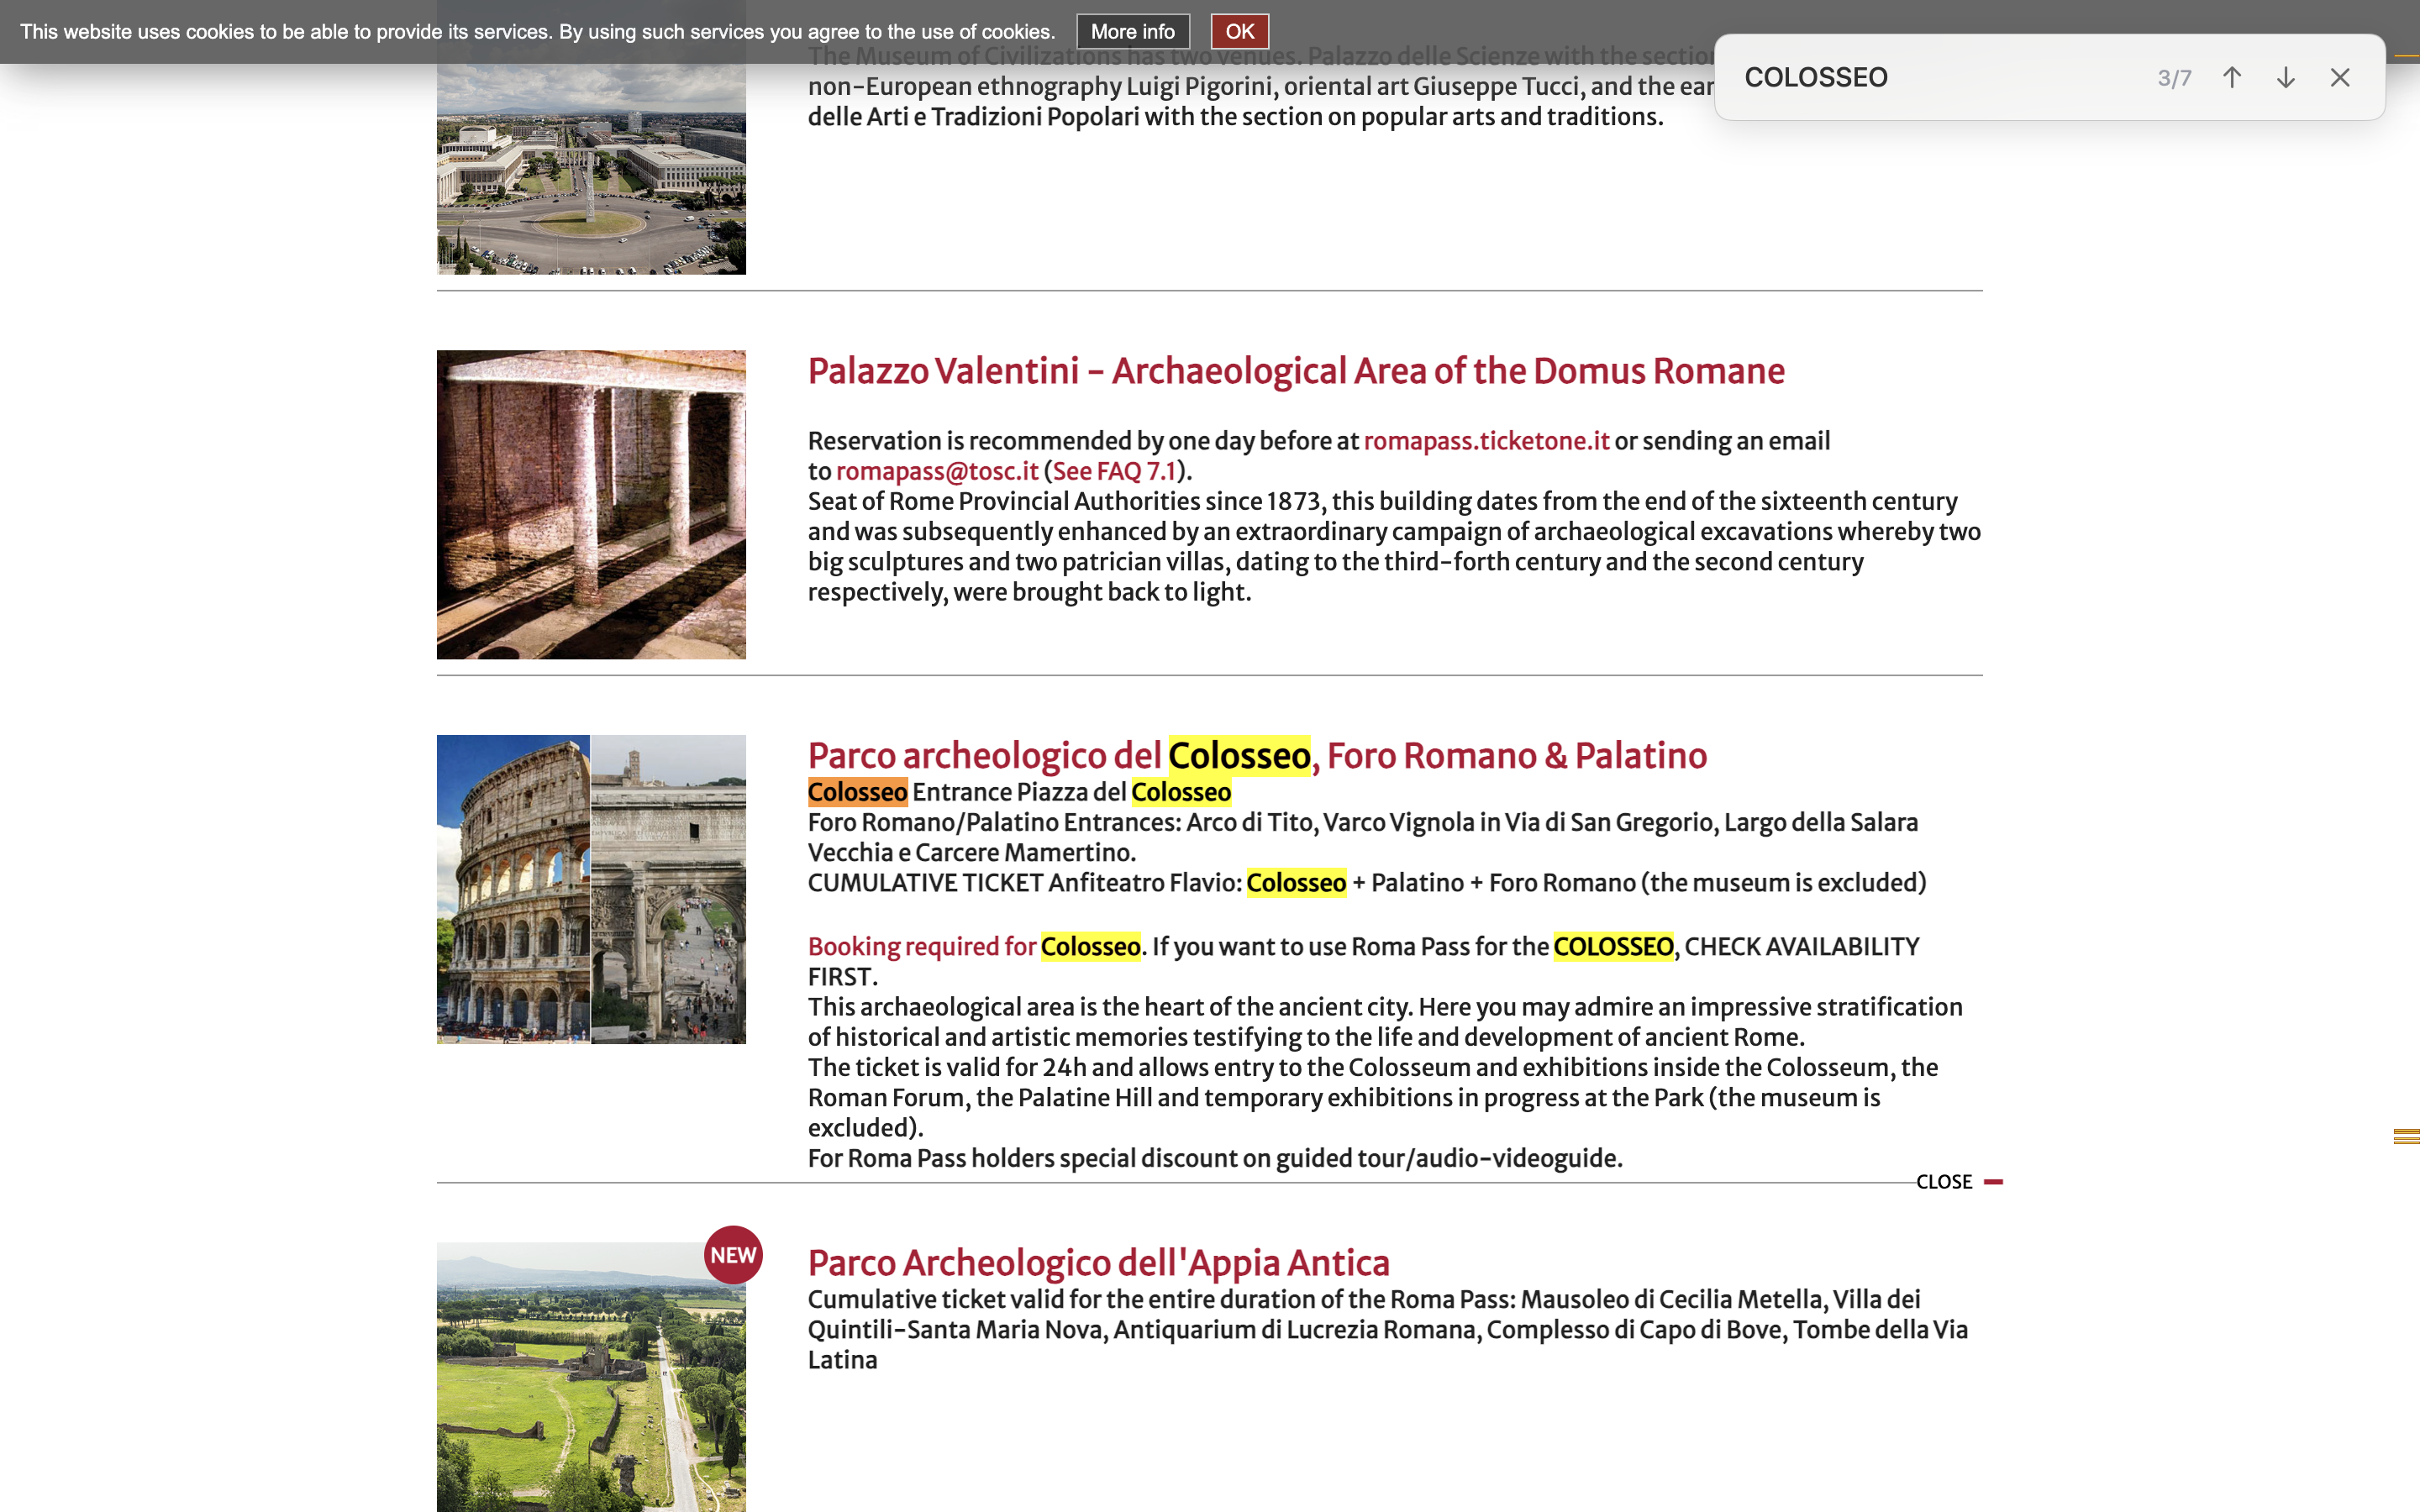 This website uses cookies to be able to provide its services. By using such services you agree to the use of cookies. More info OK
COLOSSEO 3/7
The Museum of Civilizations has two venues. Palazzo delle Scienze with the section
non-European ethnography Luigi Pigorini, oriental art Giuseppe Tucci, and the ear
delle Arti e Tradizioni Popolari with the section on popular arts and traditions.
Palazzo Valentini - Archaeological Area of the Domus Romane
Reservation is recommended by one day before at romapass.ticketone.it or sending an email
to romapass@tosc.it (See FAQ 7.1).
Seat of Rome Provincial Authorities since 1873, this building dates from the end of the sixteenth century
and was subsequently enhanced by an extraordinary campaign of archaeological excavations whereby two
big sculptures and two patrician villas, dating to the third-forth century and the second century
respectively, were brought back to light.
Parco archeologico del Colosseo, Foro Romano & Palatino
Colosseo Entrance Piazza del Colosseo
Foro Romano/Palatino Entrances: Arco di Tito, Varco Vignola in Via di San Gregorio, Largo della Salara
Vecchia e Carcere Mamertino.
CUMULATIVE TICKET Anfiteatro Flavio: Colosseo + Palatino + Foro Romano (the museum is excluded)
Booking required for Colosseo. If you want to use Roma Pass for the COLOSSEO, CHECK AVAILABILITY
FIRST.
This archaeological area is the heart of the ancient city. Here you may admire an impressive stratification
of historical and artistic memories testifying to the life and development of ancient Rome.
The ticket is valid for 24h and allows entry to the Colosseum and exhibitions inside the Colosseum, the
Roman Forum, the Palatine Hill and temporary exhibitions in progress at the Park (the museum is
excluded).
For Roma Pass holders special discount on guided tour/audio-videoguide.
CLOSE
NEW
Parco Archeologico dell'Appia Antica
Cumulative ticket valid for the entire duration of the Roma Pass: Mausoleo di Cecilia Metella, Villa dei
Quintili-Santa Maria Nova, Antiquarium di Lucrezia Romana, Complesso di Capo di Bove, Tombe della Via
Latina